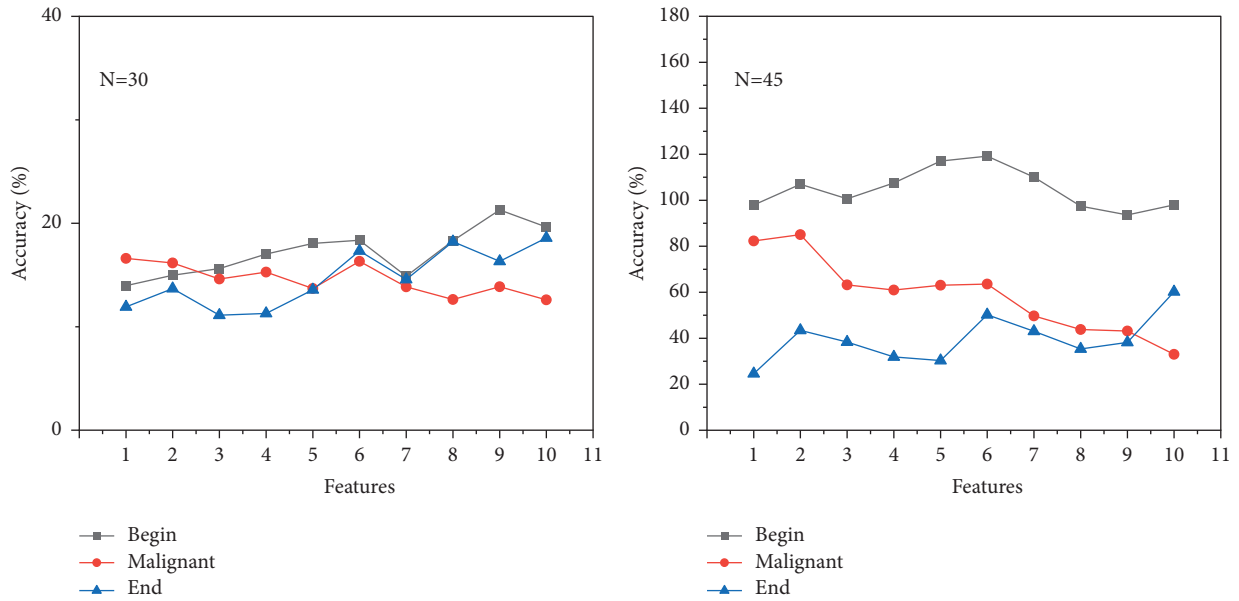 40
20
0
Accuracy (%)
N=30
1 2 3 4 5 6 7 8 9 10 11
Features
Begin
Malignant
End
180
160
140
120
100
80
60
40
20
0
Accuracy (%)
N=45
1 2 3 4 5 6 7 8 9 10 11
Features
Begin
Malignant
End